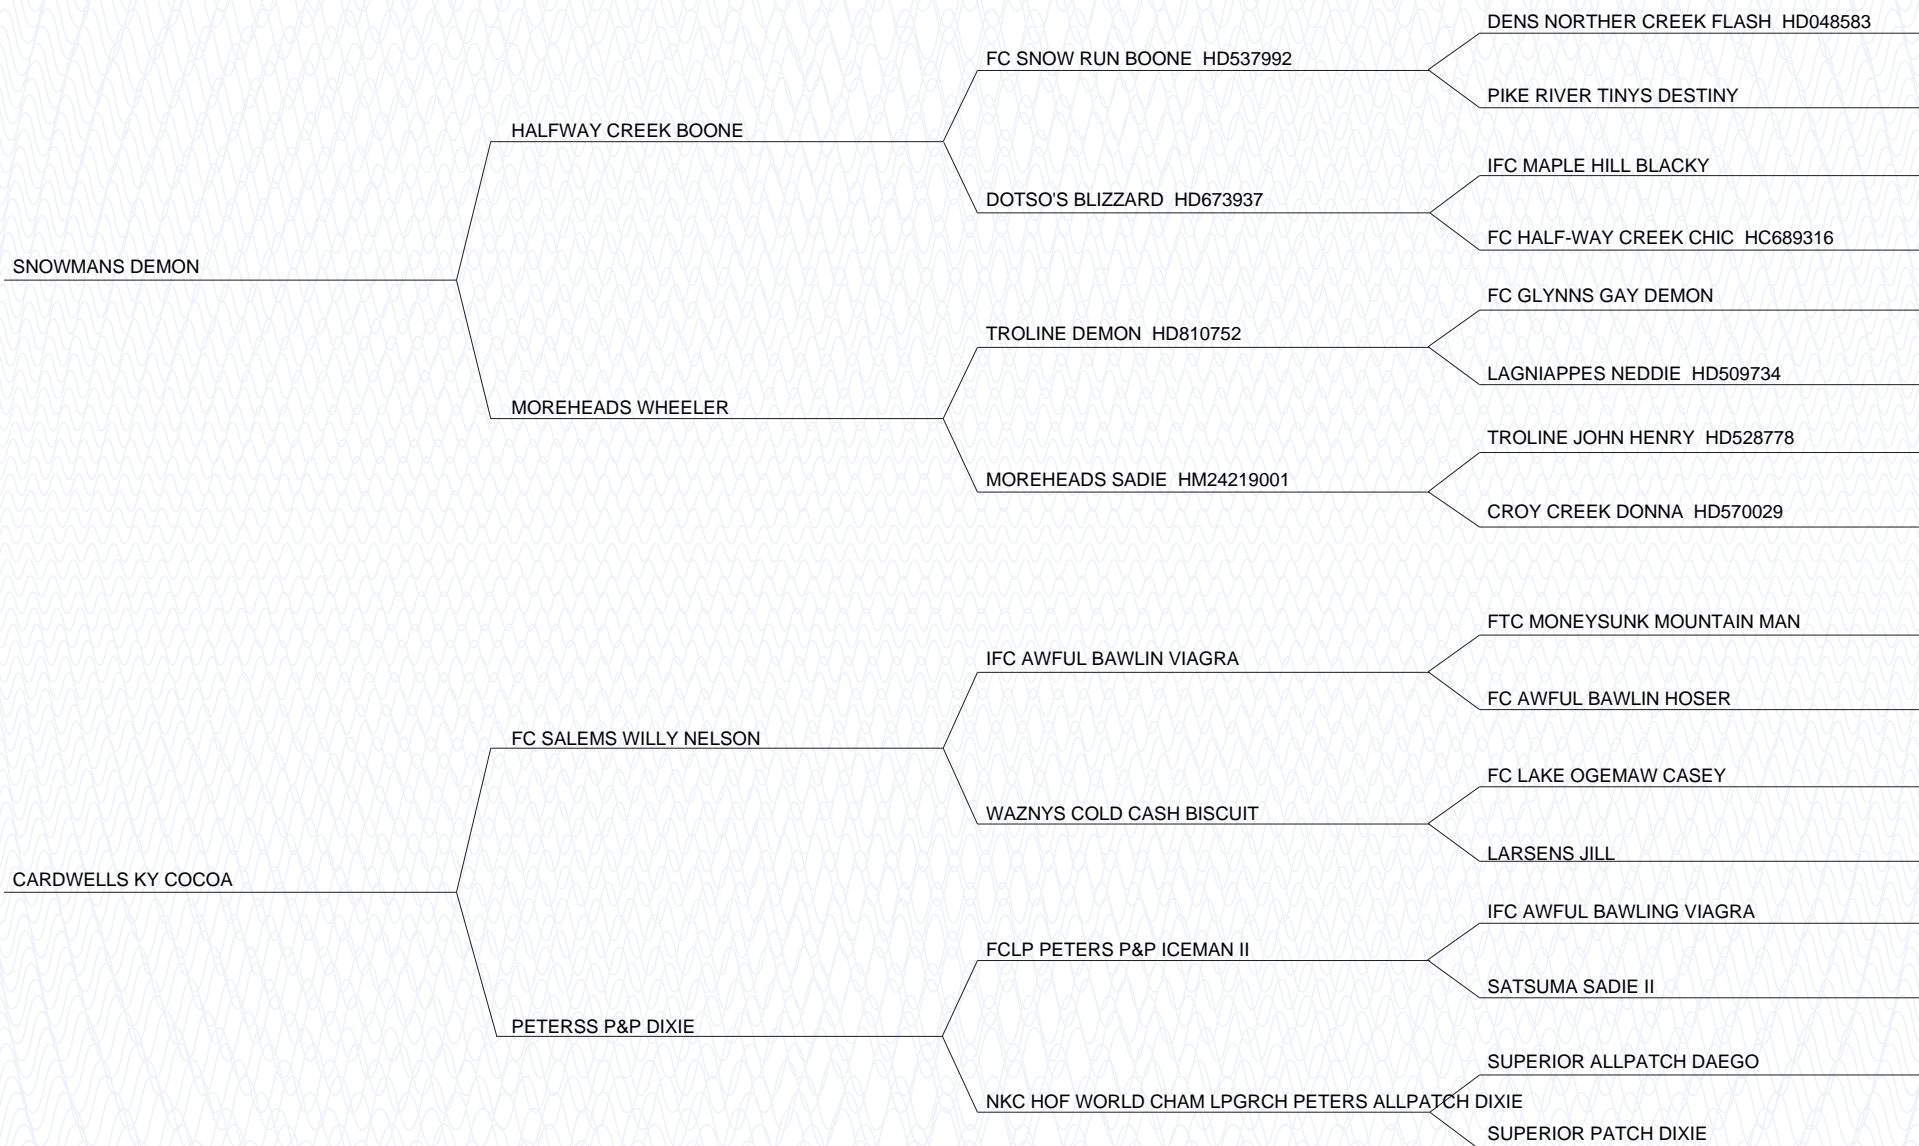 DENS NORTHER CREEK FLASH HD048583
FC SNOW RUN BOONE HD537992
PIKE RIVER TINYS DESTINY
HALFWAY CREEK BOONE
IFC MAPLE HILL BLACKY
DOTSO'S BLIZZARD HD673937
FC HALF-WAY CREEK CHIC HC689316
SNOWMANS DEMON
FC GLYNNS GAY DEMON
TROLINE DEMON HD810752
LAGNIAPPES NEDDIE HD509734
MOREHEADS WHEELER
TROLINE JOHN HENRY HD528778
MOREHEADS SADIE HM24219001
CROY CREEK DONNA HD570029
FTC MONEYSUNK MOUNTAIN MAN
IFC AWFUL BAWLIN VIAGRA
FC AWFUL BAWLIN HOSER
FC SALEMS WILLY NELSON
FC LAKE OGEMAW CASEY
WAZNYS COLD CASH BISCUIT
LARSENS JILL
CARDWELLS KY COCOA
IFC AWFUL BAWLING VIAGRA
FCLP PETERS P&P ICEMAN II
SATSUMA SADIE II
PETERSS P&P DIXIE
SUPERIOR ALLPATCH DAEGO
NKC HOF WORLD CHAM LPGRCH PETERS ALLPATCH DIXIE
SUPERIOR PATCH DIXIE